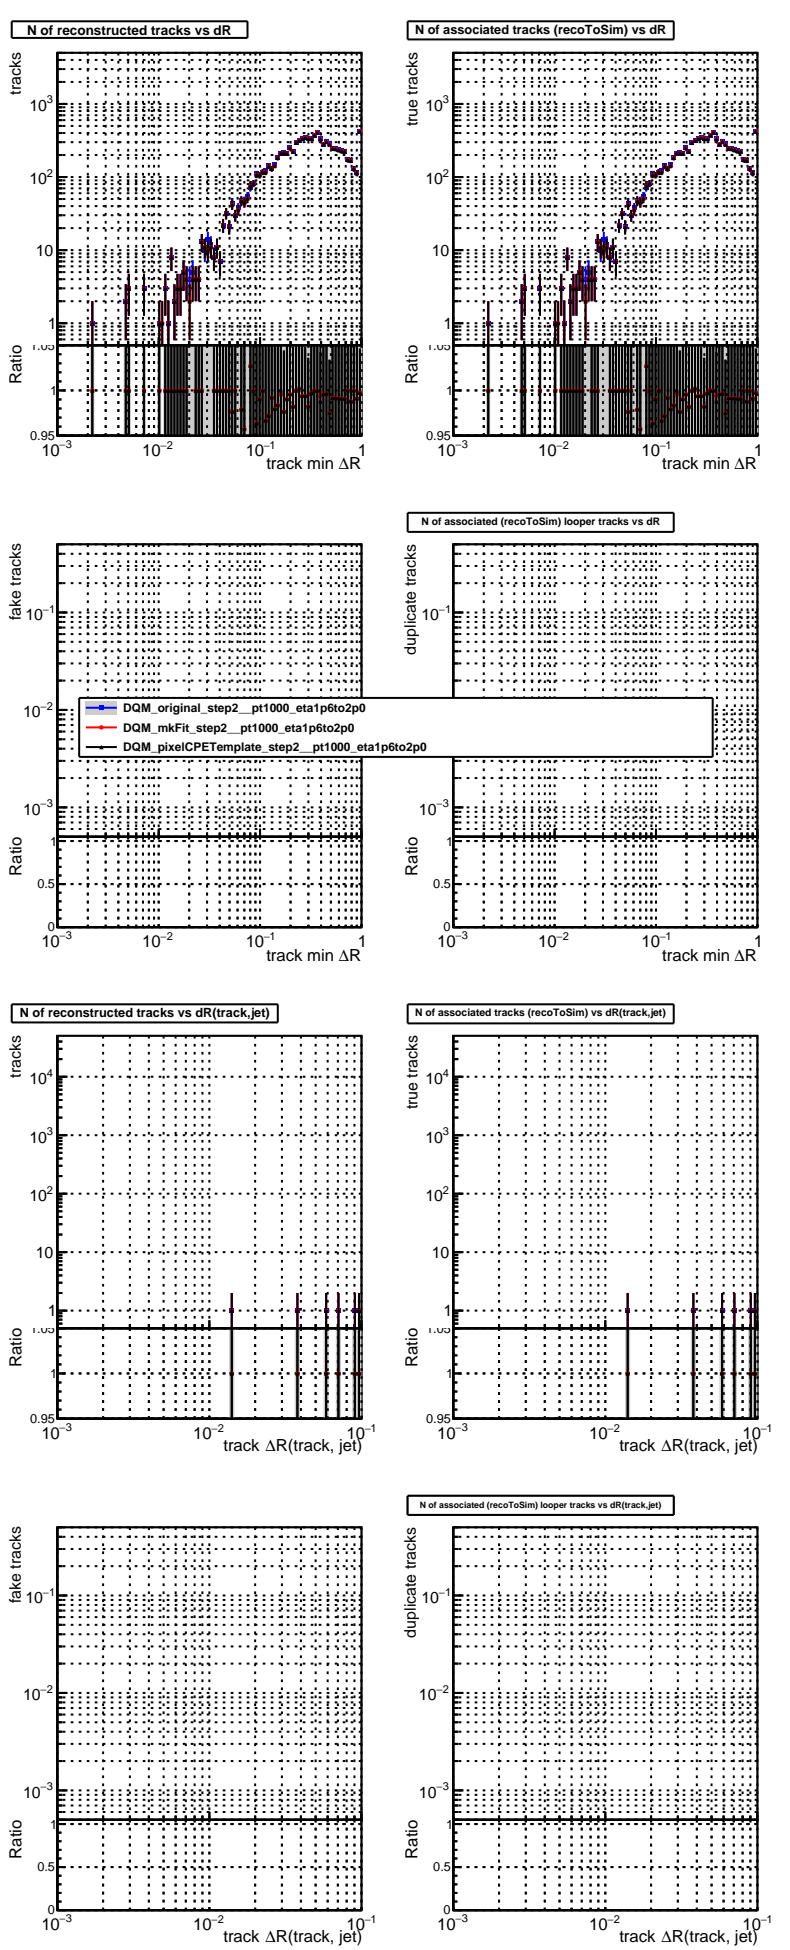 N of reconstructed tracks vs dR
tracks
10³
10²
10
1
1.05
Ratio
1
0.95
10⁻³ 10⁻² 10⁻¹ 1
track min ΔR
N of associated tracks (recoToSim) vs dR
true tracks
10³
10²
10
1
1.05
Ratio
1
0.95
10⁻³ 10⁻² 10⁻¹ 1
track min ΔR
fake tracks
10⁻¹
10⁻²
10⁻³
Ratio
1
0.5
0
10⁻³ 10⁻² 10⁻¹ 1
track min ΔR
N of associated (recoToSim) looper tracks vs dR
duplicate tracks
10⁻¹
10⁻³
Ratio
1
0.5
0
10⁻³ 10⁻² 10⁻¹ 1
track min ΔR
DQM_original_step2__pt1000_eta1p6to2p0
DQM_mkFit_step2__pt1000_eta1p6to2p0
DQM_pixelCPETemplate_step2__pt1000_eta1p6to2p0
N of reconstructed tracks vs dR(track,jet)
tracks
10⁴
10³
10²
10
1
1.05
Ratio
1
0.95
10⁻³ 10⁻² 10⁻¹
track ΔR(track, jet)
N of associated tracks (recoToSim) vs dR(track,jet)
true tracks
10⁴
10³
10²
10
1
1.05
Ratio
1
0.95
10⁻³ 10⁻² 10⁻¹
track ΔR(track, jet)
fake tracks
10⁻¹
10⁻²
10⁻³
Ratio
1
0.5
0
10⁻³ 10⁻² 10⁻¹
track ΔR(track, jet)
N of associated (recoToSim) looper tracks vs dR(track,jet)
duplicate tracks
10⁻¹
10⁻²
10⁻³
Ratio
1
0.5
0
10⁻³ 10⁻² 10⁻¹
track ΔR(track, jet)